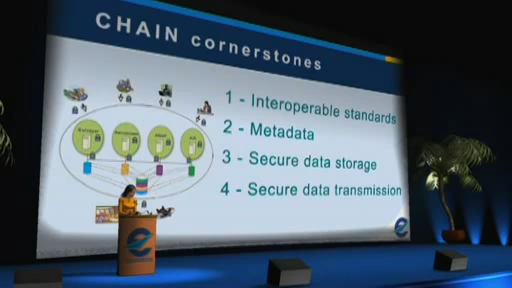 CHAIN cornerstones
1 - Interoperable standards
2 - Metadata
3 - Secure data storage
4 - Secure data transmission
e
e